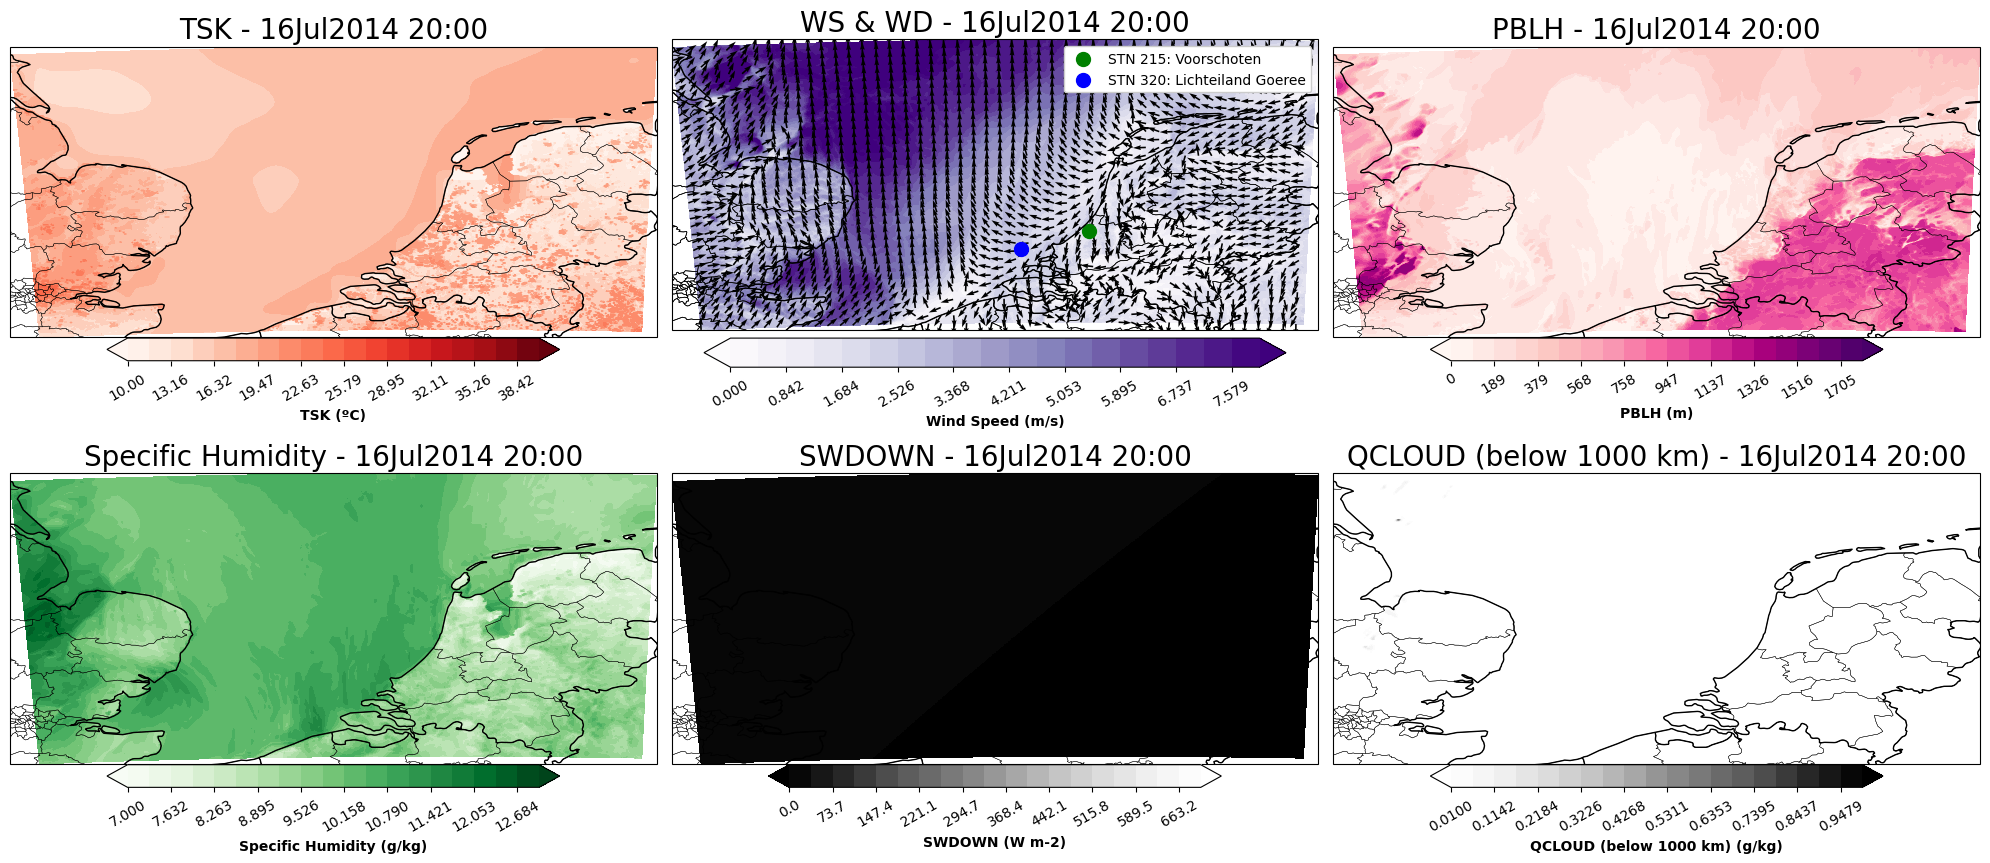 TSK - 16Jul2014 20:00
WS & WD - 16Jul2014 20:00
PBLH - 16Jul2014 20:00
STN 215: Voorschoten
STN 320: Lichteiland Goeree
10.00 13.16 16.32 19.47 22.63 25.79 28.95 32.11 35.26 38.42
TSK (ºC)
0.000 0.842 1.684 2.526 3.368 4.211 5.053 5.895 6.737 7.579
Wind Speed (m/s)
0 189 379 568 758 947 1137 1326 1516 1705
PBLH (m)
Specific Humidity - 16Jul2014 20:00
SWDOWN - 16Jul2014 20:00
QCLOUD (below 1000 km) - 16Jul2014 20:00
7.000 7.632 8.263 8.895 9.526 10.158 10.790 11.421 12.053 12.684
Specific Humidity (g/kg)
0.0 73.7 147.4 221.1 294.7 368.4 442.1 515.8 589.5 663.2
SWDOWN (W m-2)
0.0100 0.1142 0.2184 0.3226 0.4268 0.5311 0.6353 0.7395 0.8437 0.9479
QCLOUD (below 1000 km) (g/kg)